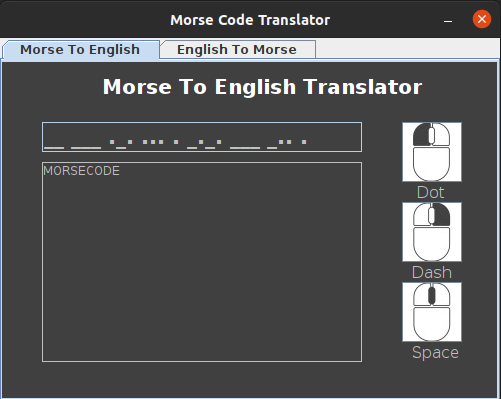 Morse Code Translator
Morse To English English To Morse
Morse To English Translator
__ ___ ._. ... . _._. ___ _.. .
MORSECODE
Dot
Dash
Space